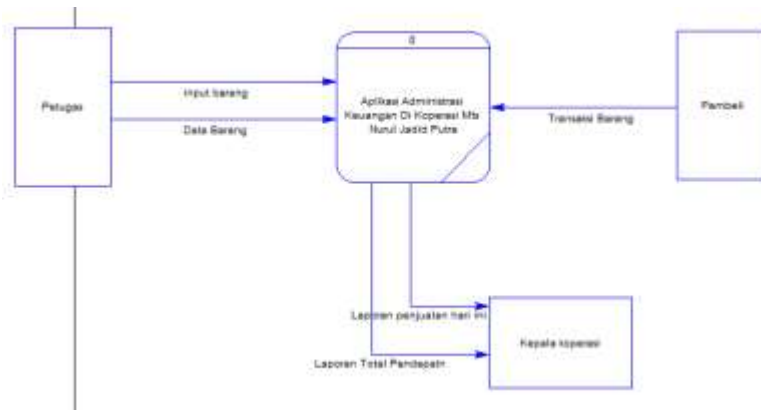 0
Petugas
Input barang
Data Barang
Aplikasi Administrasi
Keuangan Di Koperasi Mts
Nurul Jadid Putra
Transaksi Barang
Pembeli
Laporan penjualan hari ini
Laporan Total Pendapatn
Kepala koperasi